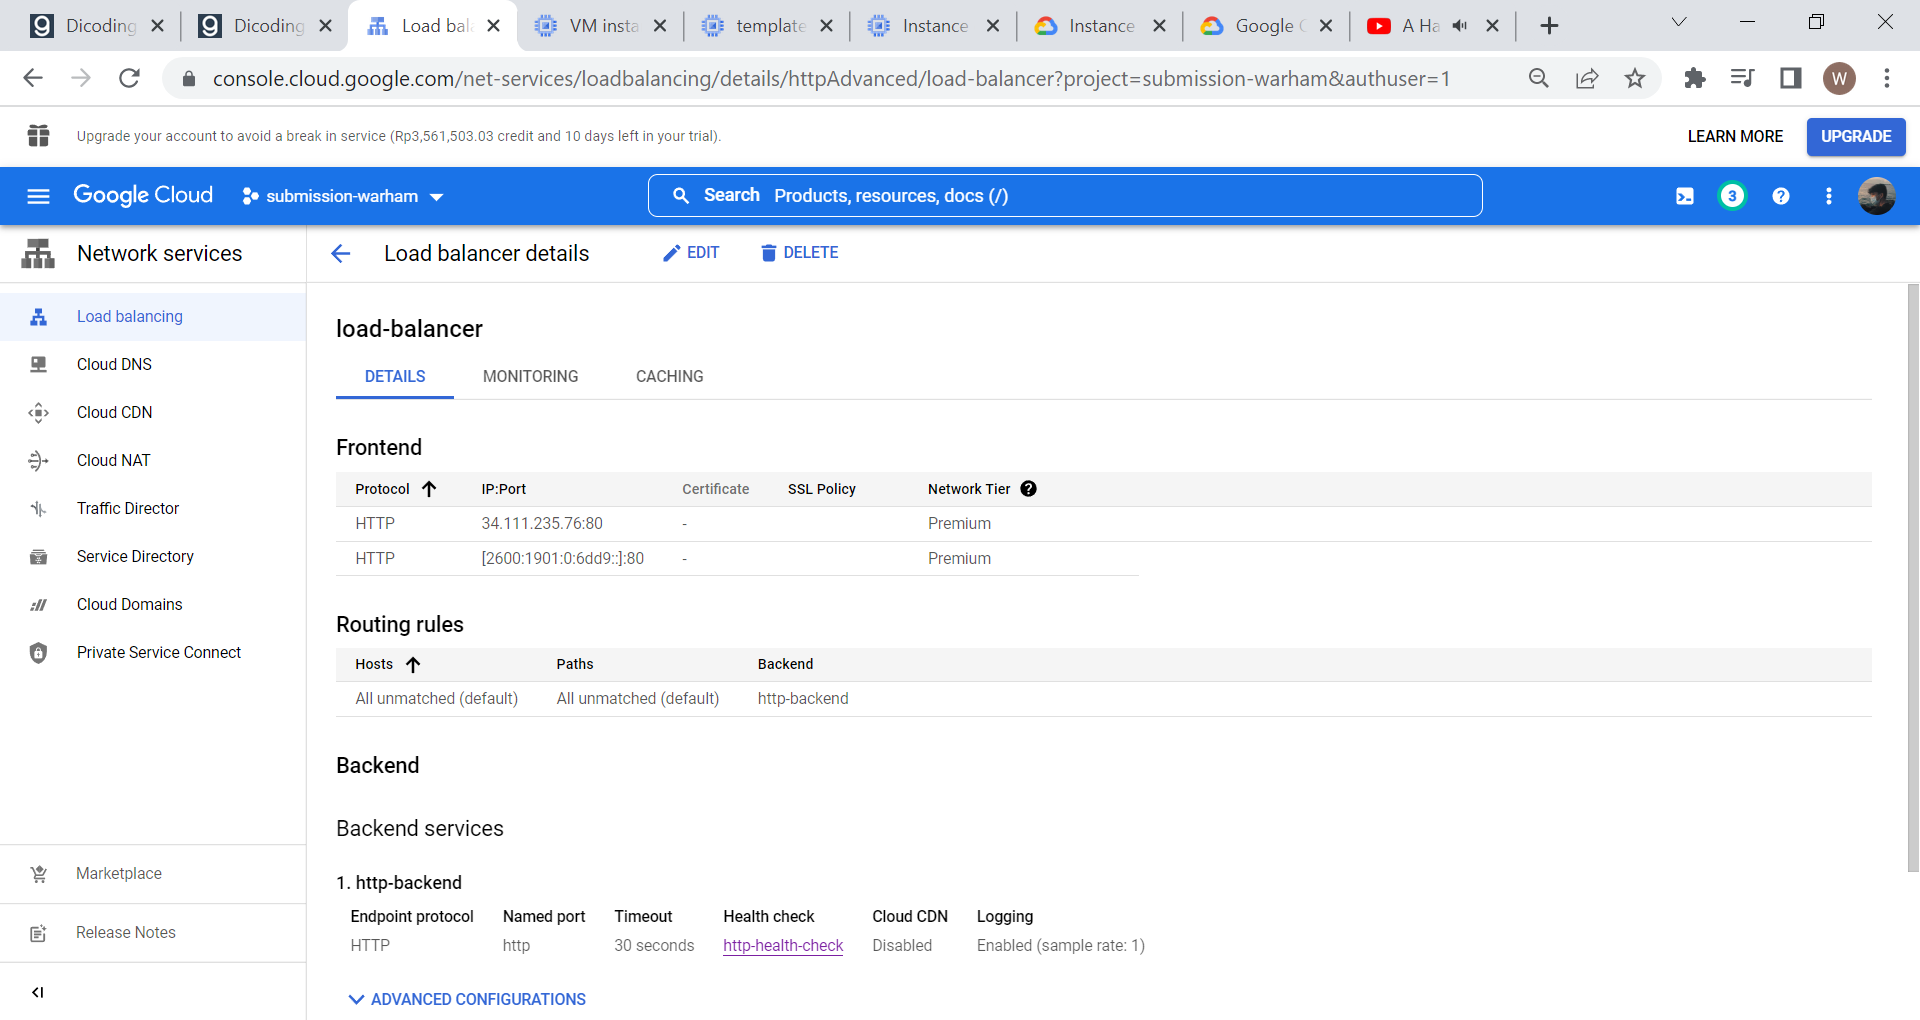 Dicoding
Dicoding
Load bal
VM insta
template
Instance
Instance
Google C
A Ha
console.cloud.google.com/net-services/loadbalancing/details/httpAdvanced/load-balancer?project=submission-warham&authuser=1
W
Upgrade your account to avoid a break in service (Rp3,561,503.03 credit and 10 days left in your trial).
LEARN MORE
UPGRADE
Google Cloud
submission-warham
Search Products, resources, docs (/)
3
Network services
Load balancer details
EDIT
DELETE
Load balancing
Cloud DNS
Cloud CDN
Cloud NAT
Traffic Director
Service Directory
Cloud Domains
Private Service Connect
Marketplace
Release Notes
load-balancer
DETAILS MONITORING CACHING
Frontend
Protocol IP:Port Certificate SSL Policy Network Tier
HTTP 34.111.235.76:80 - Premium
HTTP [2600:1901:0:6dd9::]:80 - Premium
Routing rules
Hosts Paths Backend
All unmatched (default) All unmatched (default) http-backend
Backend
Backend services
1. http-backend
Endpoint protocol Named port Timeout Health check Cloud CDN Logging
HTTP http 30 seconds http-health-check Disabled Enabled (sample rate: 1)
ADVANCED CONFIGURATIONS